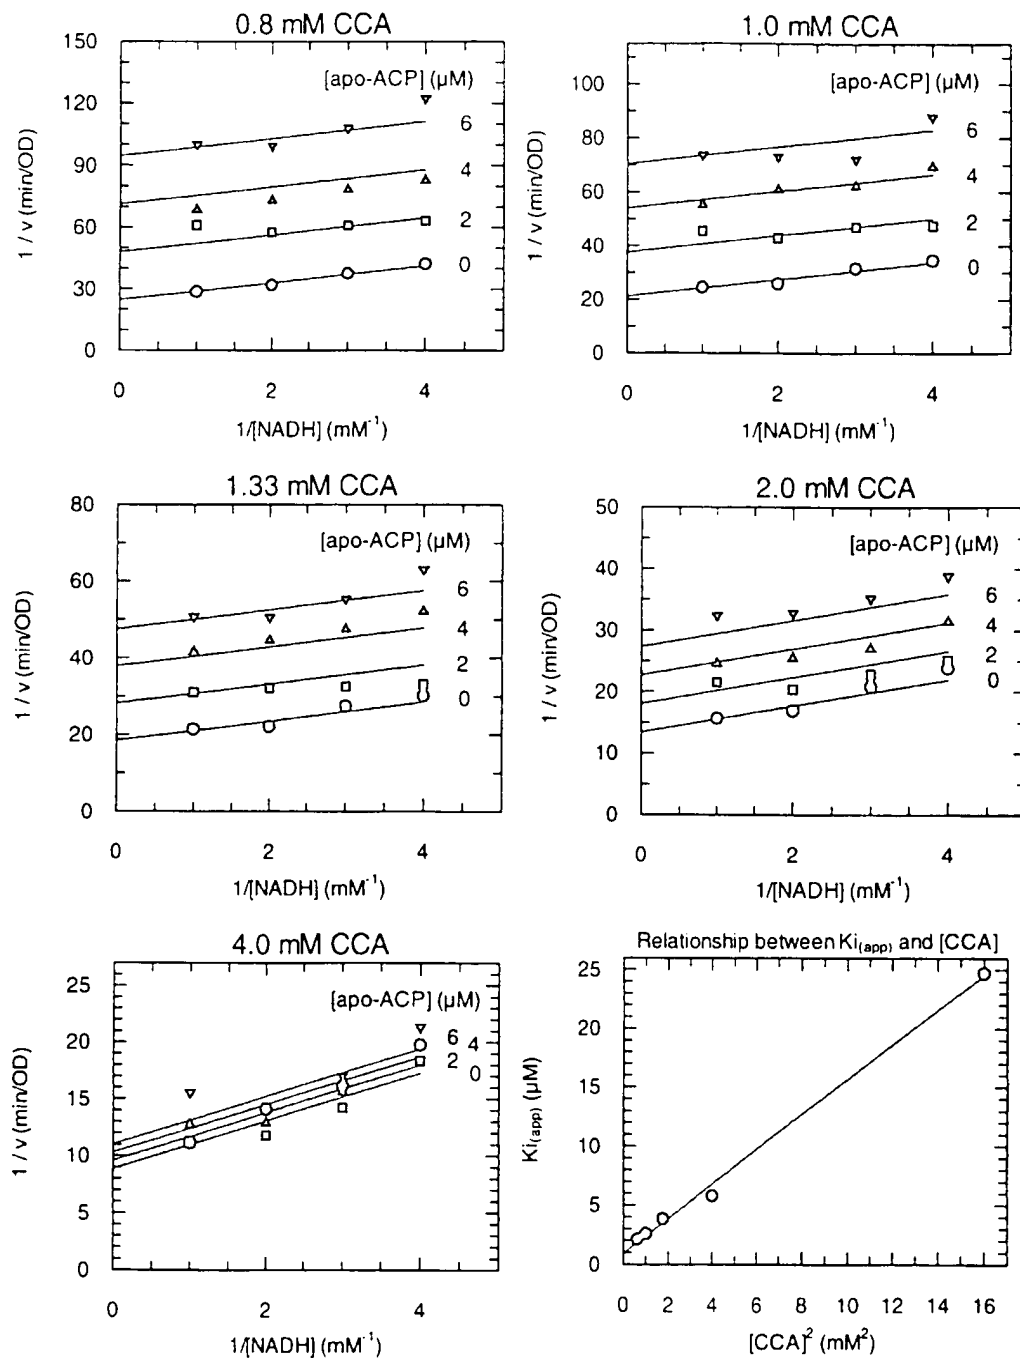 0.8 mM CCA
[apo-ACP] (µM)
150
120
90
60
30
0
6
4
2
0
1 / v (min/OD)
0 2 4
1/[NADH] (mM⁻¹)
1.0 mM CCA
[apo-ACP] (µM)
100
80
60
40
20
0
6
4
2
0
1 / v (min/OD)
0 2 4
1/[NADH] (mM⁻¹)
1.33 mM CCA
[apo-ACP] (µM)
80
60
40
20
0
6
4
2
0
1 / v (min/OD)
0 2 4
1/[NADH] (mM⁻¹)
2.0 mM CCA
[apo-ACP] (µM)
50
40
30
20
10
0
6
4
2
0
1 / v (min/OD)
0 2 4
1/[NADH] (mM⁻¹)
4.0 mM CCA
[apo-ACP] (µM)
25
20
15
10
5
0
6 4
2 0
1 / v (min/OD)
0 2 4
1/[NADH] (mM⁻¹)
Relationship between Ki(app) and [CCA]
25
20
15
10
5
0
Ki(app) (µM)
0 2 4 6 8 10 12 14 16
[CCA]² (mM²)